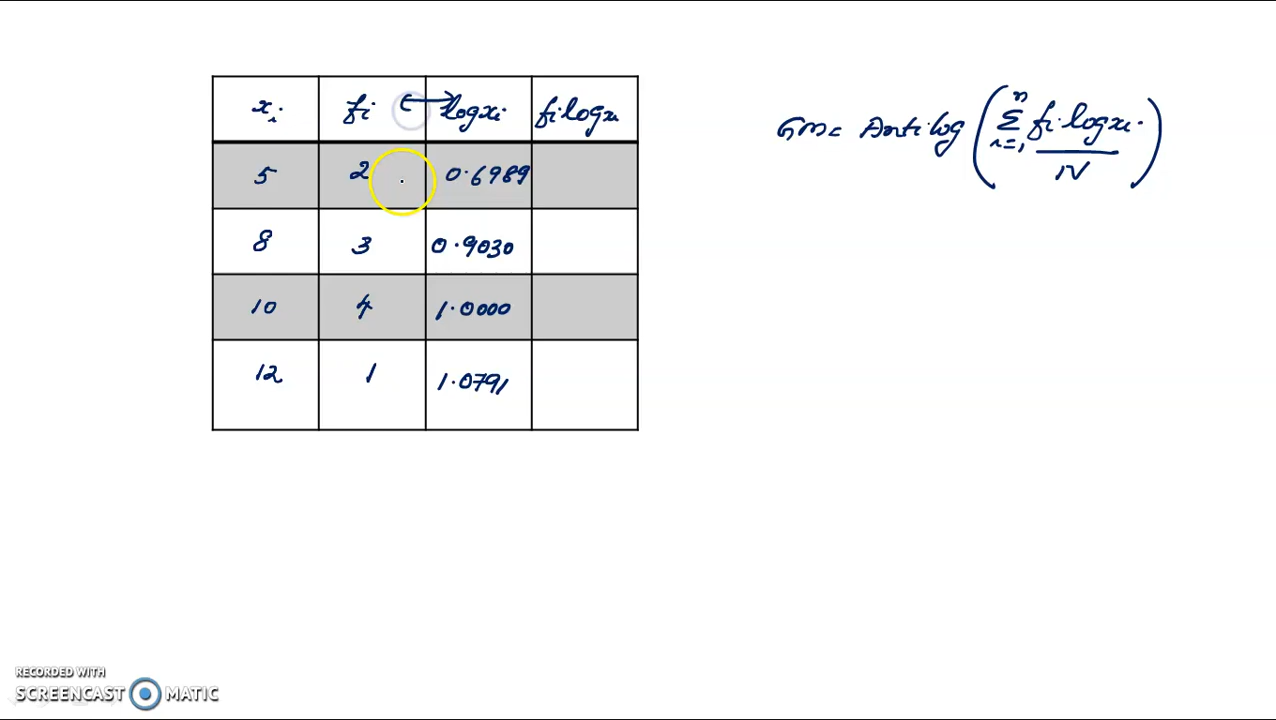 xi fi logxi filogxi
5 2 0.6989
8 3 0.9030
10 4 1.0000
12 1 1.0791
GM= Antilog ( n Σ i=1 fi logxi / N )
RECORDED WITH
SCREENCAST MATIC